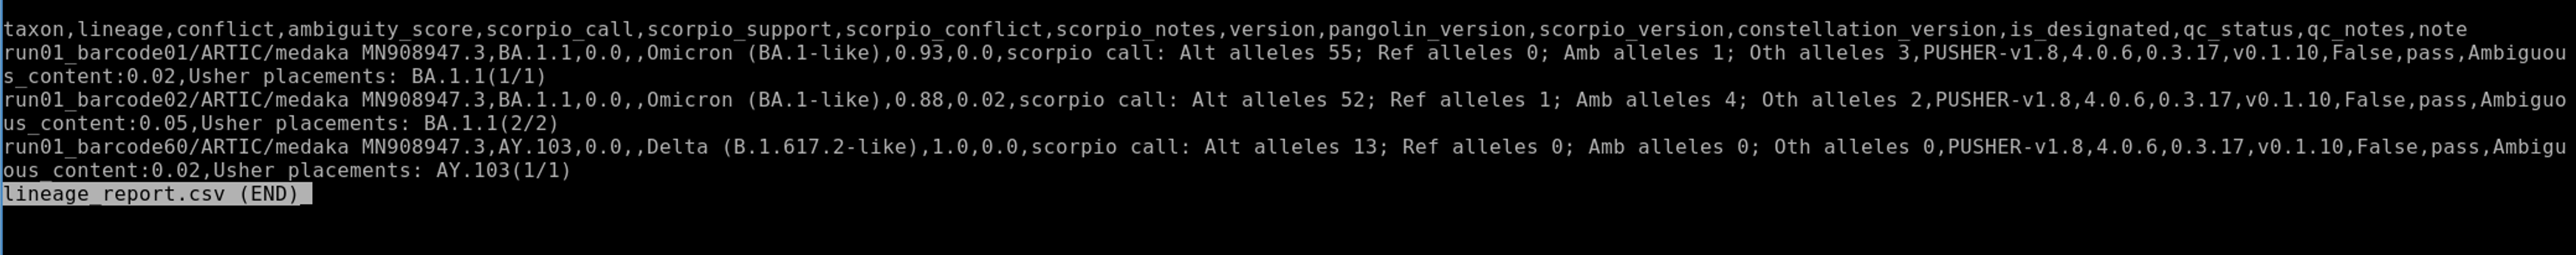 taxon,lineage,conflict,ambiguity_score,scorpio_call,scorpio_support,scorpio_conflict,scorpio_notes,version,pangolin_version,scorpio_version,constellation_version,is_designated,qc_status,qc_notes,note
run01_barcode01/ARTIC/medaka MN908947.3,BA.1.1,0.0,,Omicron (BA.1-like),0.93,0.0,scorpio call: Alt alleles 55; Ref alleles 0; Amb alleles 1; Oth alleles 3,PUSHER-v1.8,4.0.6,0.3.17,v0.1.10,False,pass,Ambiguou
s_content:0.02,Usher placements: BA.1.1(1/1)
run01_barcode02/ARTIC/medaka MN908947.3,BA.1.1,0.0,,Omicron (BA.1-like),0.88,0.02,scorpio call: Alt alleles 52; Ref alleles 1; Amb alleles 4; Oth alleles 2,PUSHER-v1.8,4.0.6,0.3.17,v0.1.10,False,pass,Ambiguo
us_content:0.05,Usher placements: BA.1.1(2/2)
run01_barcode60/ARTIC/medaka MN908947.3,AY.103,0.0,,Delta (B.1.617.2-like),1.0,0.0,scorpio call: Alt alleles 13; Ref alleles 0; Amb alleles 0; Oth alleles 0,PUSHER-v1.8,4.0.6,0.3.17,v0.1.10,False,pass,Ambigu
ous_content:0.02,Usher placements: AY.103(1/1)
lineage_report.csv (END)